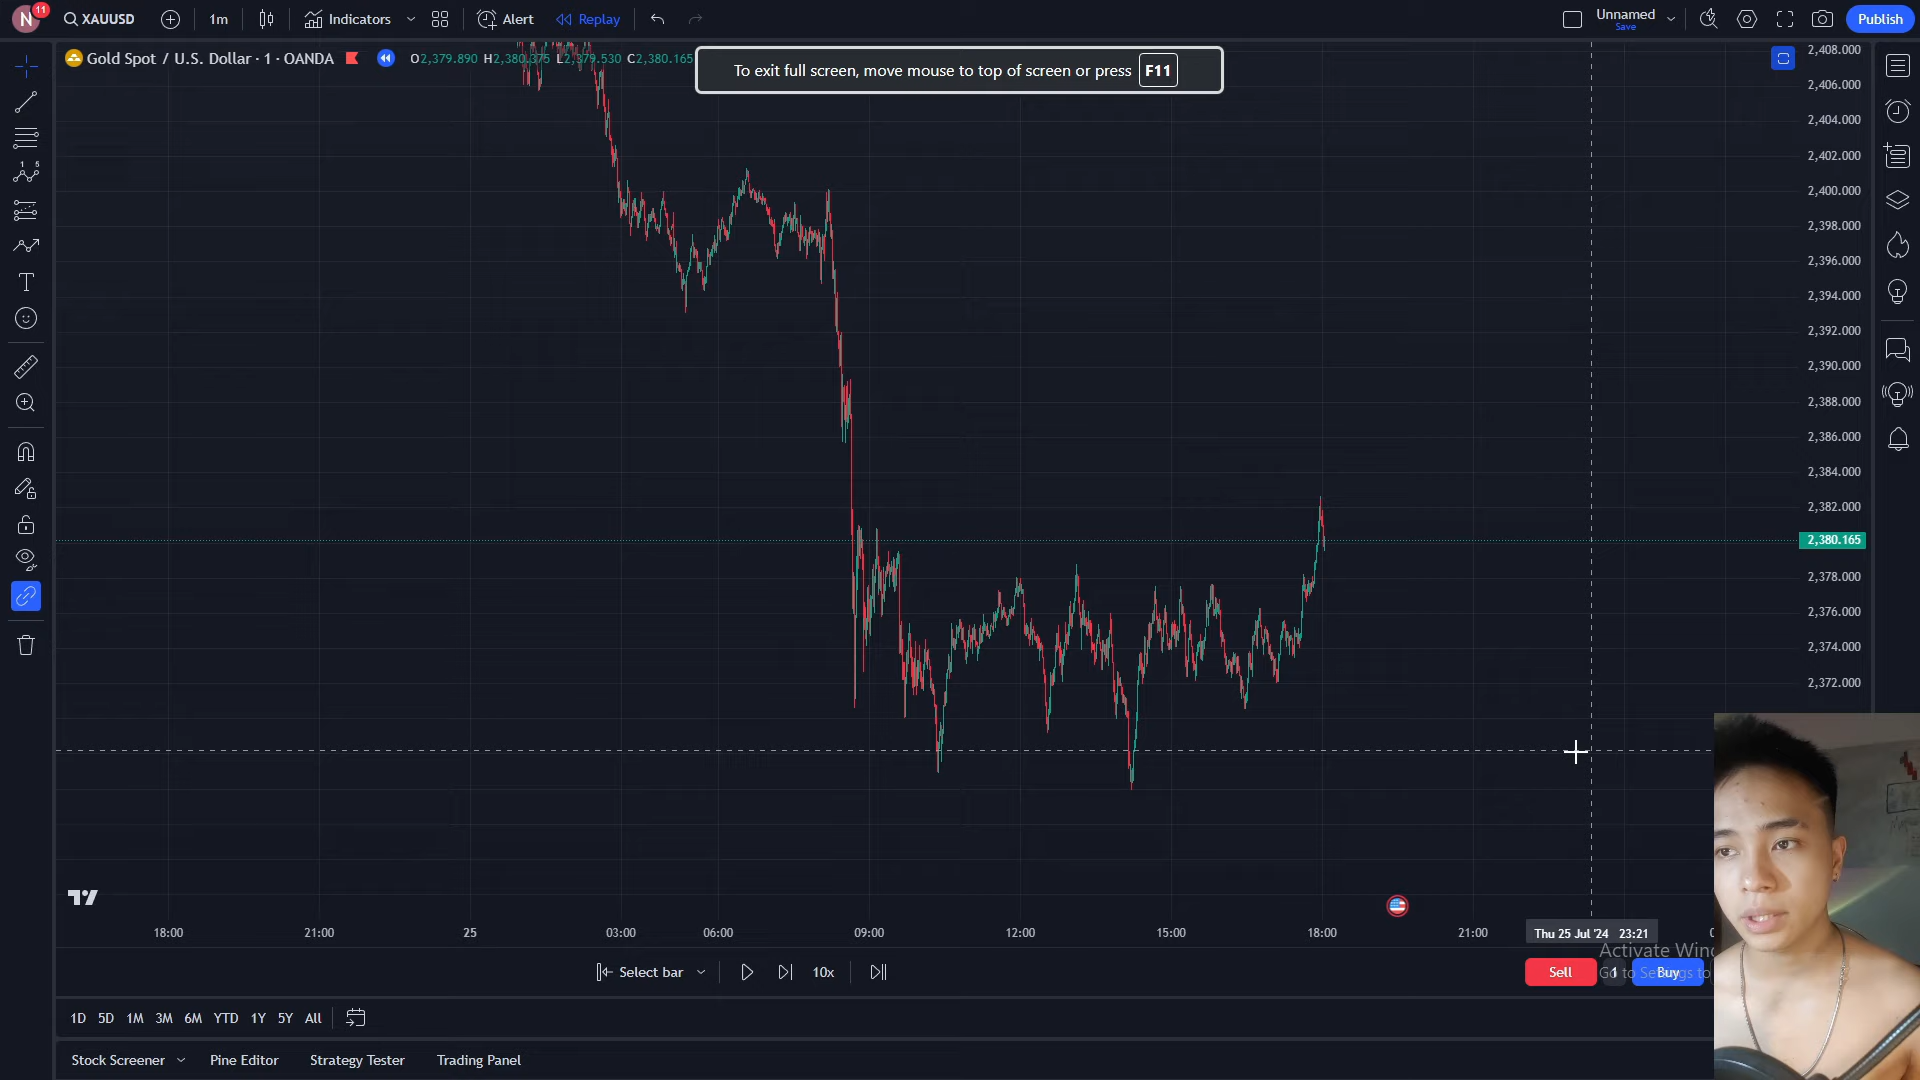 N 11 XAUUSD 1m Indicators Alert Replay Unnamed Save Publish
Gold Spot / U.S. Dollar · 1 · OANDA O2,379.890 H2,380.375 L2,379.530 C2,380.165
To exit full screen, move mouse to top of screen or press F11
2,408.000
2,406.000
2,404.000
2,402.000
2,400.000
2,398.000
2,396.000
2,394.000
2,392.000
2,390.000
2,388.000
2,386.000
2,384.000
2,382.000
2,380.165
2,378.000
2,376.000
2,374.000
2,372.000
18:00 21:00 25 03:00 06:00 09:00 12:00 15:00 18:00 21:00 Thu 25 Jul '24 23:21
Activate Win
Select bar 10x Sell 1 Buy
Go to Settings to
1D 5D 1M 3M 6M YTD 1Y 5Y All
Stock Screener Pine Editor Strategy Tester Trading Panel